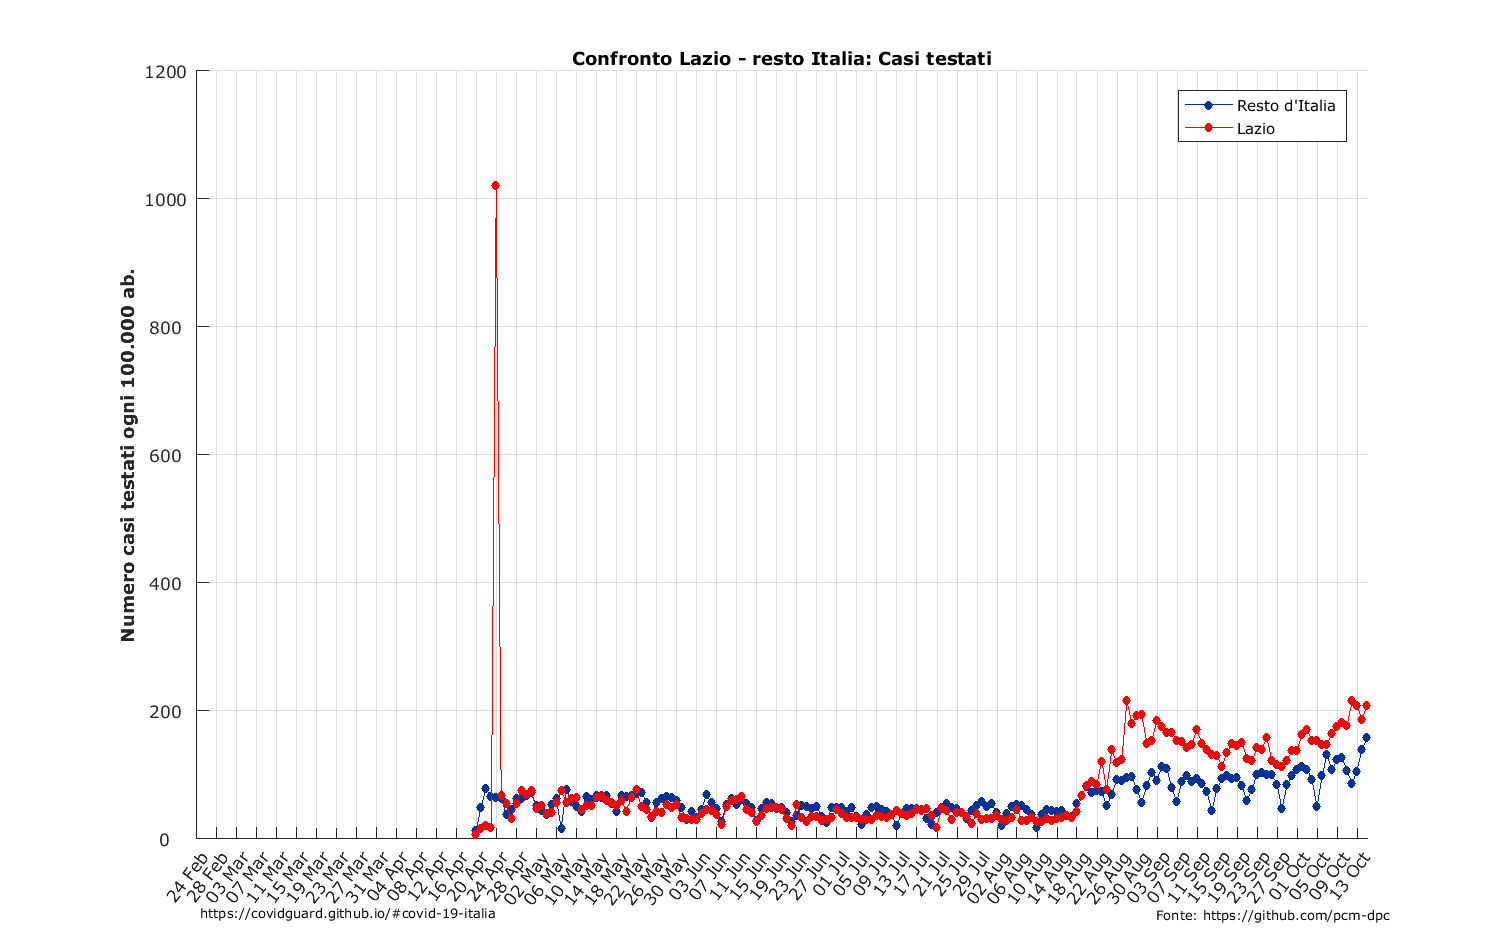 Confronto Lazio - resto Italia: Casi testati
Resto d'Italia
Lazio
Numero casi testati ogni 100.000 ab.
1200
1000
800
600
400
200
0
24 Feb
28 Feb
03 Mar
07 Mar
11 Mar
15 Mar
19 Mar
23 Mar
27 Mar
31 Mar
04 Apr
08 Apr
12 Apr
16 Apr
20 Apr
24 Apr
28 Apr
02 May
06 May
10 May
14 May
18 May
22 May
26 May
30 May
03 Jun
07 Jun
11 Jun
15 Jun
19 Jun
23 Jun
27 Jun
01 Jul
05 Jul
09 Jul
13 Jul
17 Jul
21 Jul
25 Jul
29 Jul
02 Aug
06 Aug
10 Aug
14 Aug
18 Aug
22 Aug
26 Aug
30 Aug
03 Sep
07 Sep
11 Sep
15 Sep
19 Sep
23 Sep
27 Sep
01 Oct
05 Oct
09 Oct
13 Oct
https://covidguard.github.io/#covid-19-italia
Fonte: https://github.com/pcm-dpc